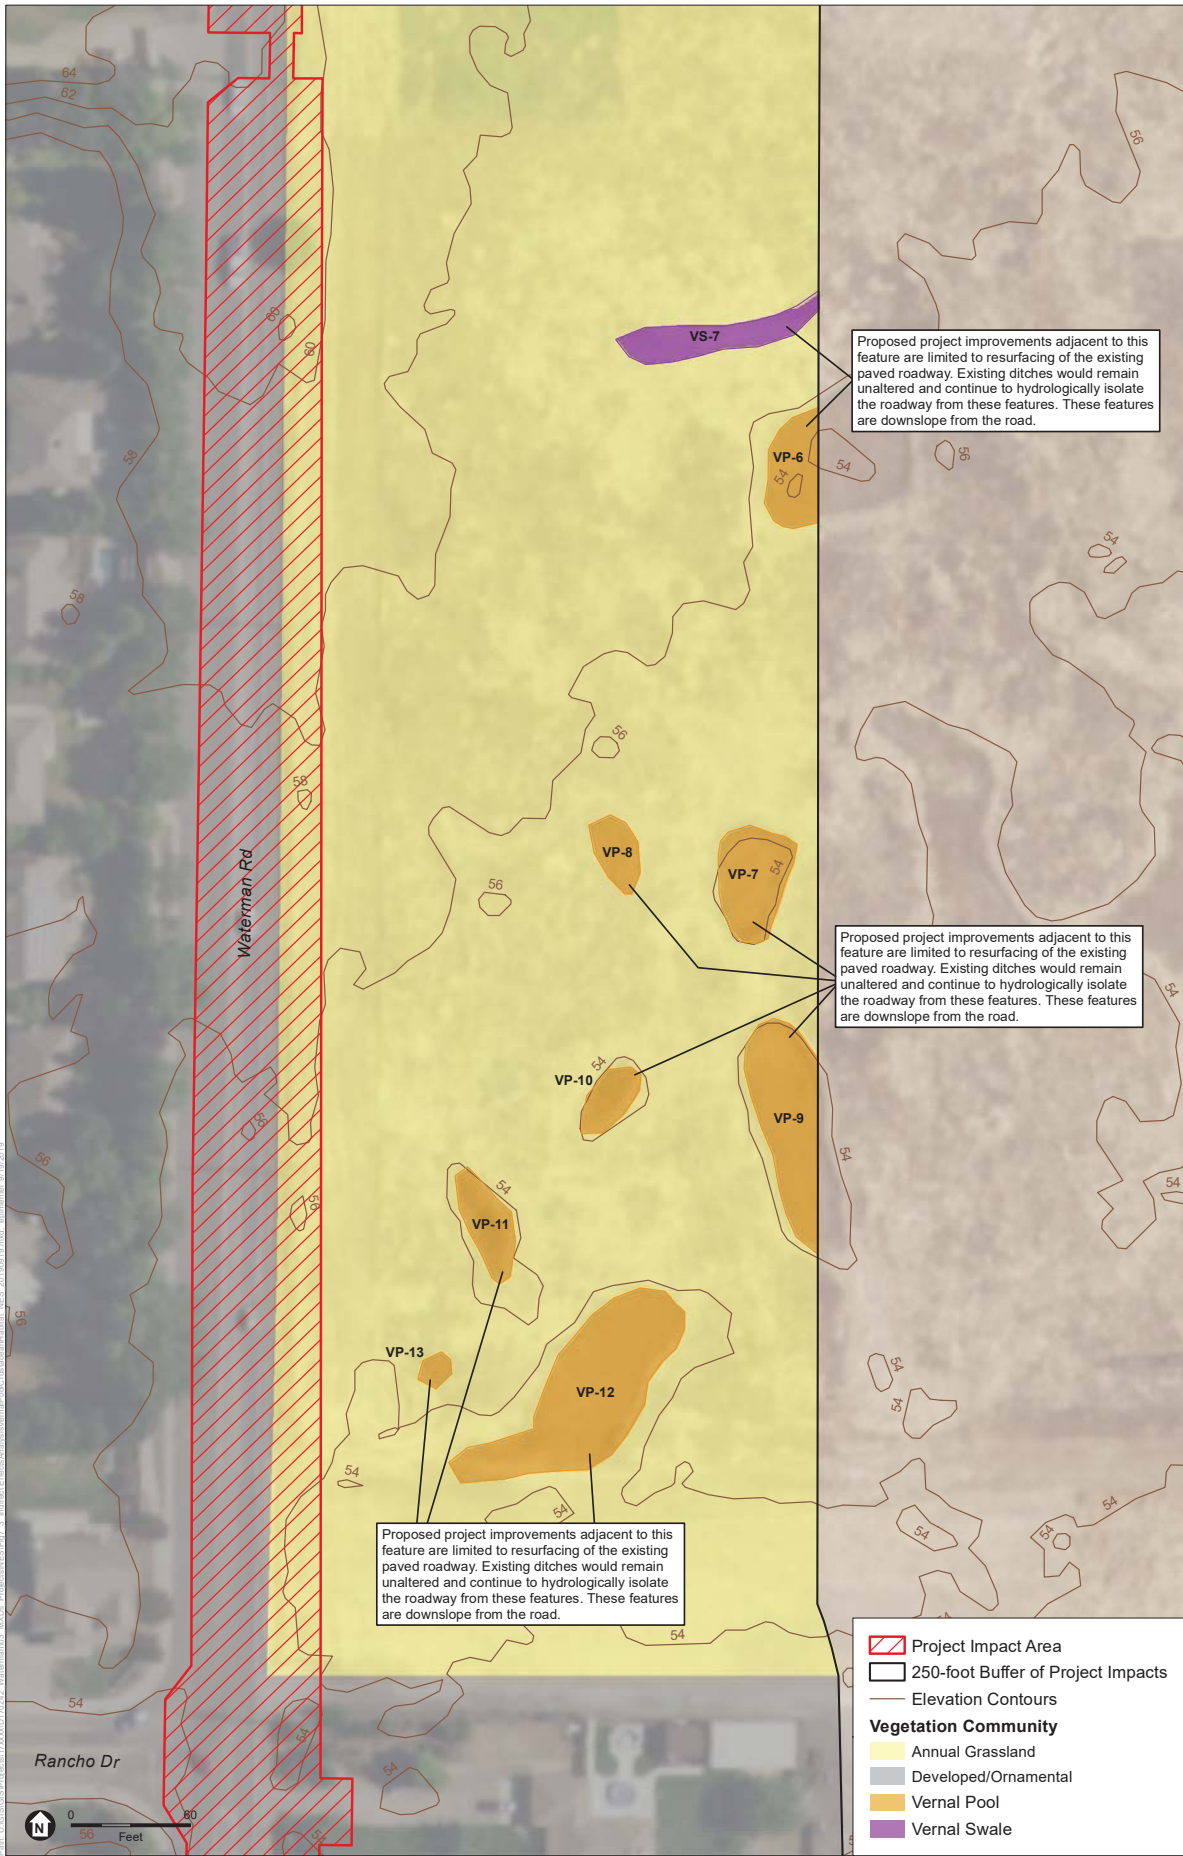 64
62
56
60
60
VS-7
Proposed project improvements adjacent to this
feature are limited to resurfacing of the existing
paved roadway. Existing ditches would remain
unaltered and continue to hydrologically isolate
the roadway from these features. These features
are downslope from the road.
58
VP-6
54
54
56
54
58
56
58
VP-8
VP-7
54
Waterman Rd
56
Proposed project improvements adjacent to this
feature are limited to resurfacing of the existing
paved roadway. Existing ditches would remain
unaltered and continue to hydrologically isolate
the roadway from these features. These features
are downslope from the road.
54
54
VP-10
VP-9
56
56
54
54
54
56
VP-11
56
VP-13
VP-12
54
54
54
54
54
54
54
Proposed project improvements adjacent to this
feature are limited to resurfacing of the existing
paved roadway. Existing ditches would remain
unaltered and continue to hydrologically isolate
the roadway from these features. These features
are downslope from the road.
54
54
54
54
Rancho Dr
N
0 60
Feet
56
Project Impact Area
250-foot Buffer of Project Impacts
Elevation Contours
Vegetation Community
Annual Grassland
Developed/Ornamental
Vernal Pool
Vernal Swale